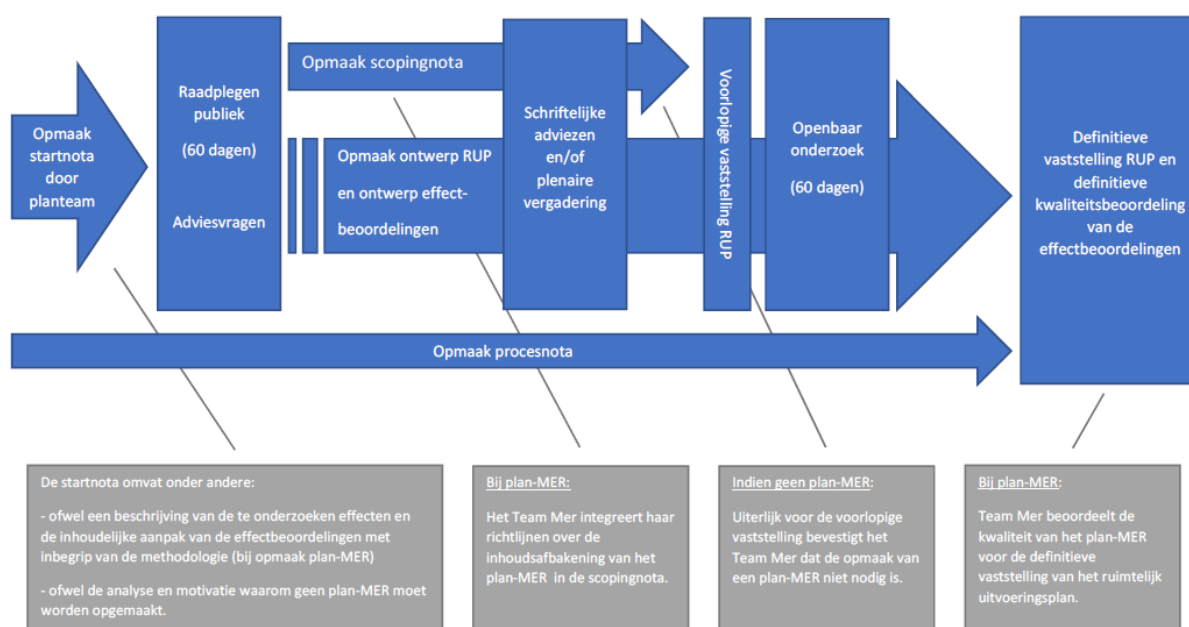 Opmaak
startnota
door
planteam
Raadplegen
publiek
(60 dagen)
Adviesvragen
Opmaak scopingnota
Opmaak ontwerp RUP
en ontwerp effect-
beoordelingen
Schriftelijke
adviezen
en/of
plenaire
vergadering
Voorlopige vaststelling RUP
Openbaar
onderzoek
(60 dagen)
Definitieve
vaststelling RUP en
definitieve
kwaliteitsbeoordeling
van de
effectbeoordelingen
Opmaak procesnota
De startnota omvat onder andere:
- ofwel een beschrijving van de te onderzoeken effecten en
de inhoudelijke aanpak van de effectbeoordelingen met
inbegrip van de methodologie (bij opmaak plan-MER)
- ofwel de analyse en motivatie waarom geen plan-MER moet
worden opgemaakt.
Bij plan-MER:
Het Team Mer integreert haar
richtlijnen over de
inhoudsafbakening van het
plan-MER in de scopingnota.
Indien geen plan-MER:
Uiterlijk voor de voorlopige
vaststelling bevestigt het
Team Mer dat de opmaak van
een plan-MER niet nodig is.
Bij plan-MER:
Team Mer beoordeelt de
kwaliteit van het plan-MER
voor de definitieve
vaststelling van het ruimtelijk
uitvoeringsplan.